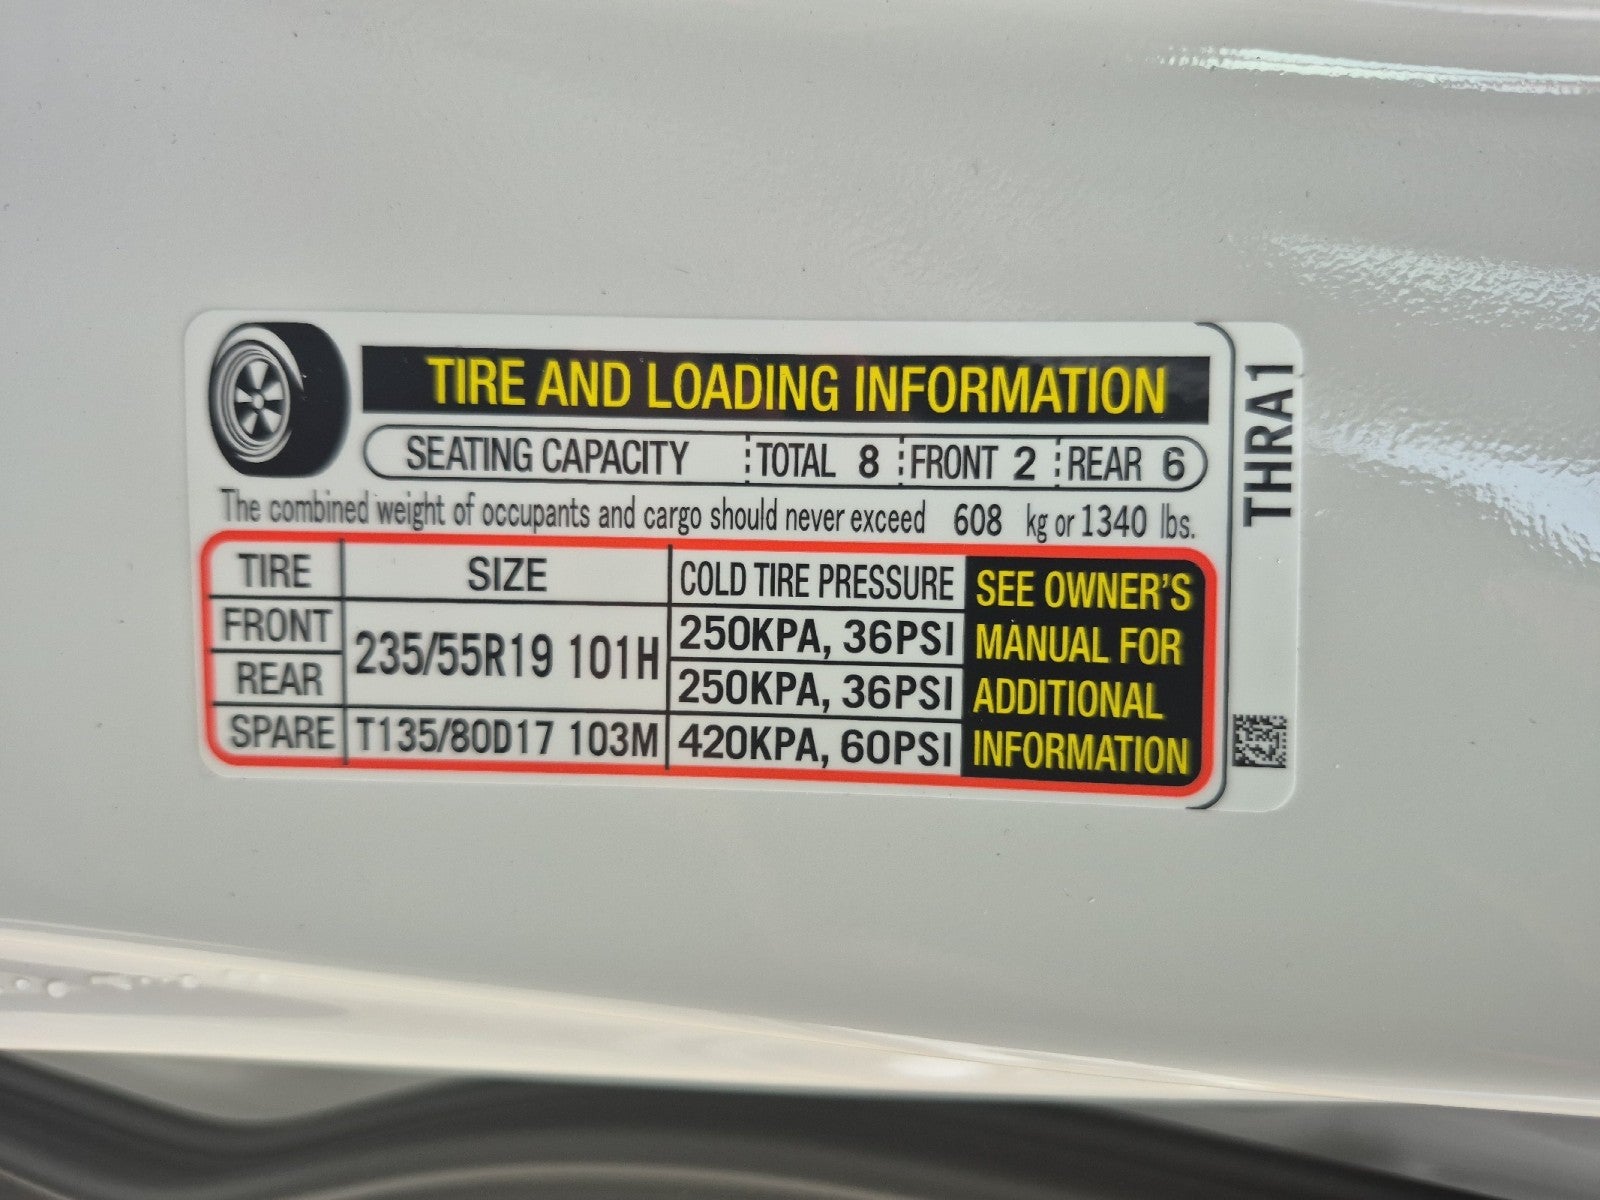 TIRE AND LOADING INFORMATION
SEATING CAPACITY TOTAL 8 FRONT 2 REAR 6
The combined weight of occupants and cargo should never exceed 608 kg or 1340 lbs.
TIRE SIZE COLD TIRE PRESSURE
FRONT 235/55R19 101H 250KPA, 36PSI
REAR 250KPA, 36PSI
SPARE T135/80D17 103M 420KPA, 60PSI
SEE OWNER'S
MANUAL FOR
ADDITIONAL
INFORMATION
THRA1